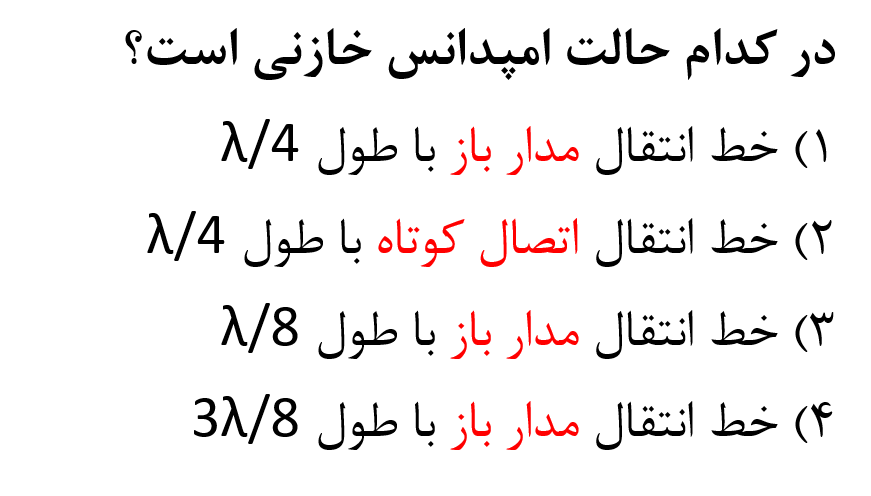 در کدام حالت امپدانس خازنی است؟
۱) خط انتقال مدار باز با طول λ/4
۲) خط انتقال اتصال کوتاه با طول λ/4
۳) خط انتقال مدار باز با طول λ/8
۴) خط انتقال مدار باز با طول 3λ/8